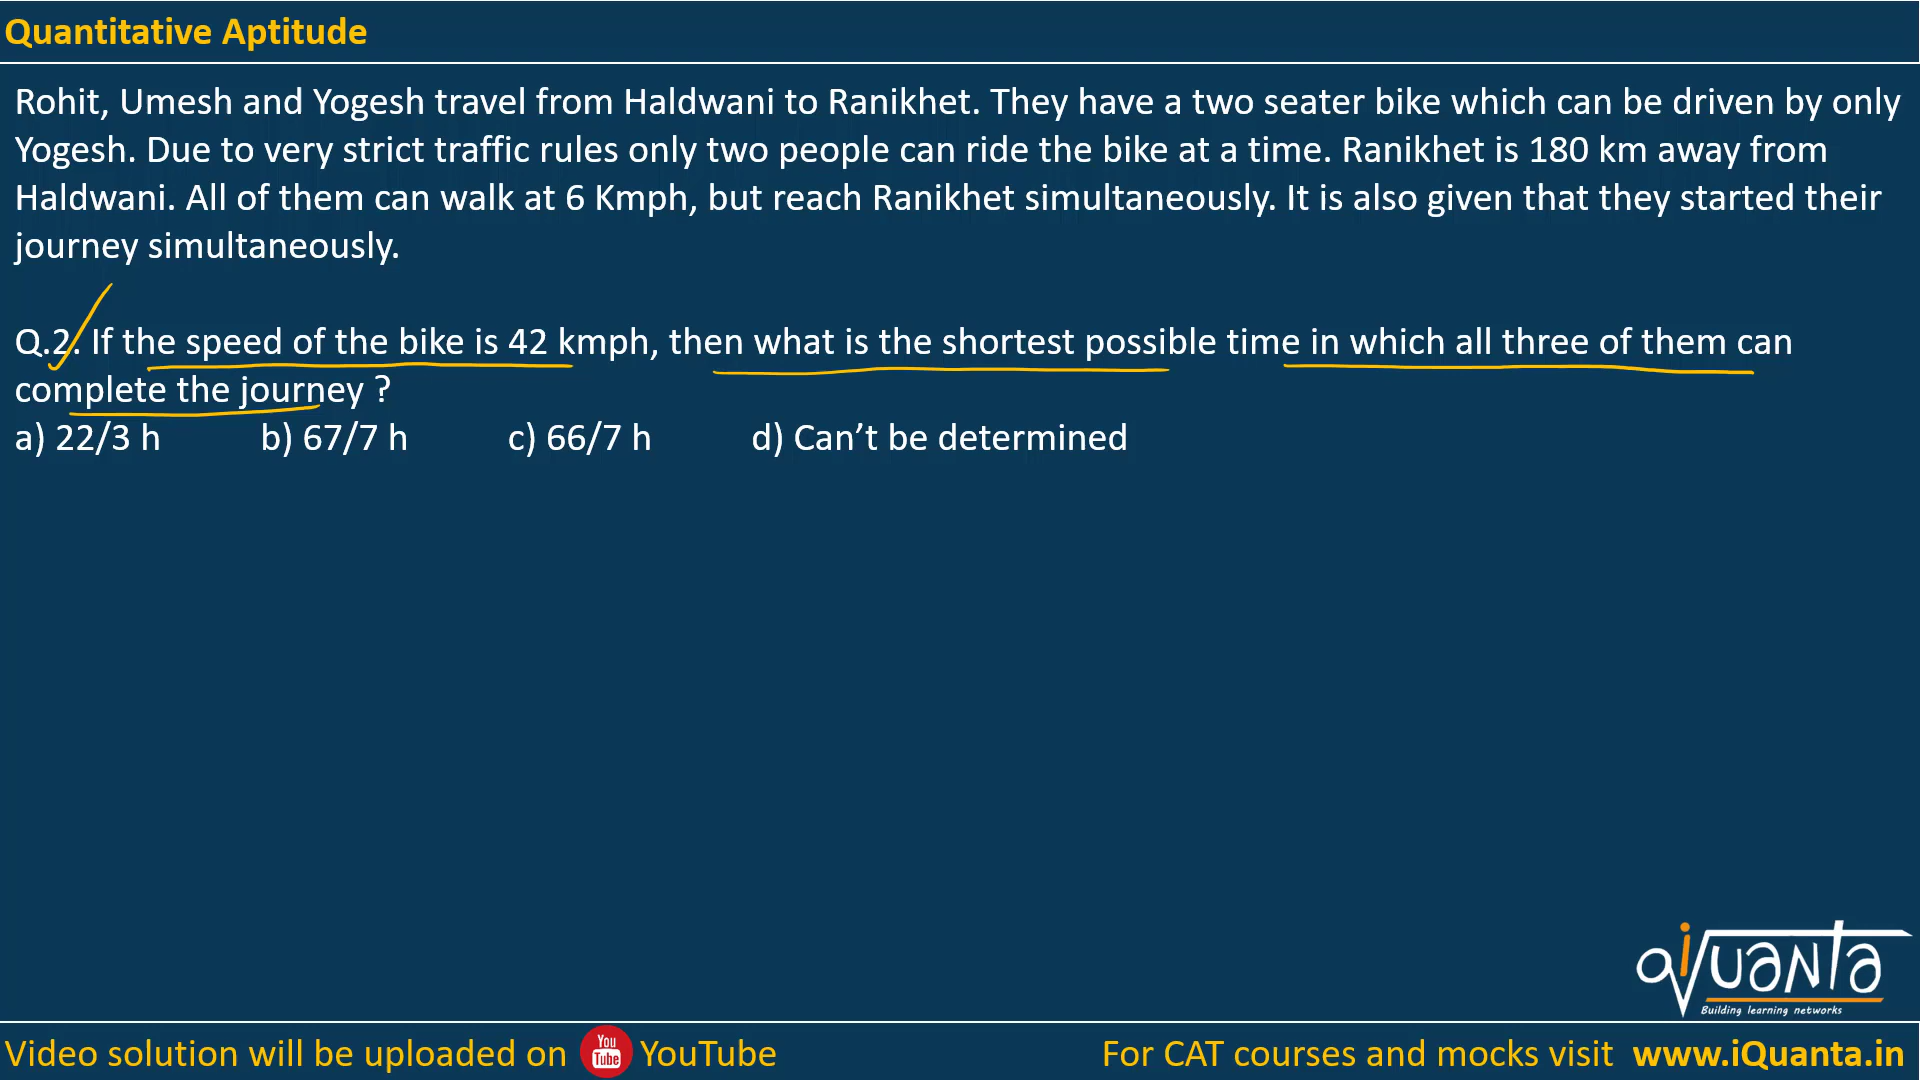 Quantitative Aptitude
Rohit, Umesh and Yogesh travel from Haldwani to Ranikhet. They have a two seater bike which can be driven by only
Yogesh. Due to very strict traffic rules only two people can ride the bike at a time. Ranikhet is 180 km away from
Haldwani. All of them can walk at 6 Kmph, but reach Ranikhet simultaneously. It is also given that they started their
journey simultaneously.
Q.2. If the speed of the bike is 42 kmph, then what is the shortest possible time in which all three of them can
complete the journey ?
a) 22/3 h b) 67/7 h c) 66/7 h d) Can’t be determined
iQuanta
Building learning networks
Video solution will be uploaded on You Tube YouTube For CAT courses and mocks visit www.iQuanta.in